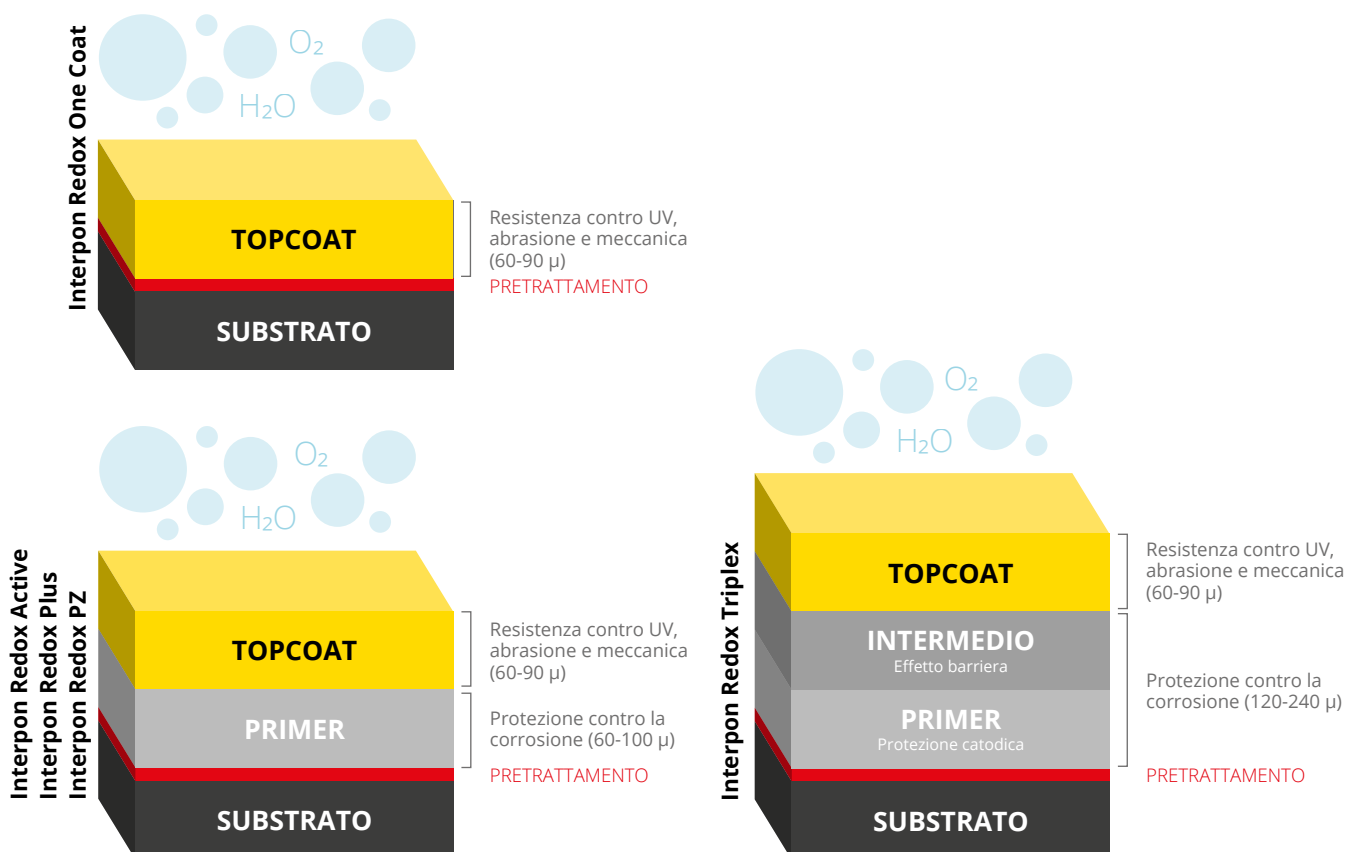 Interpon Redox One Coat
O₂
H₂O
TOPCOAT
Resistenza contro UV,
abrasione e meccanica
(60-90 µ)
PRETRATTAMENTO
SUBSTRATO
Interpon Redox Active
Interpon Redox Plus
Interpon Redox PZ
O₂
H₂O
TOPCOAT
Resistenza contro UV,
abrasione e meccanica
(60-90 µ)
PRIMER
Protezione contro la
corrosione (60-100 µ)
PRETRATTAMENTO
SUBSTRATO
Interpon Redox Triplex
O₂
H₂O
TOPCOAT
Resistenza contro UV,
abrasione e meccanica
(60-90 µ)
INTERMEDIO
Effetto barriera
PRIMER
Protezione catodica
Protezione contro la
corrosione (120-240 µ)
PRETRATTAMENTO
SUBSTRATO